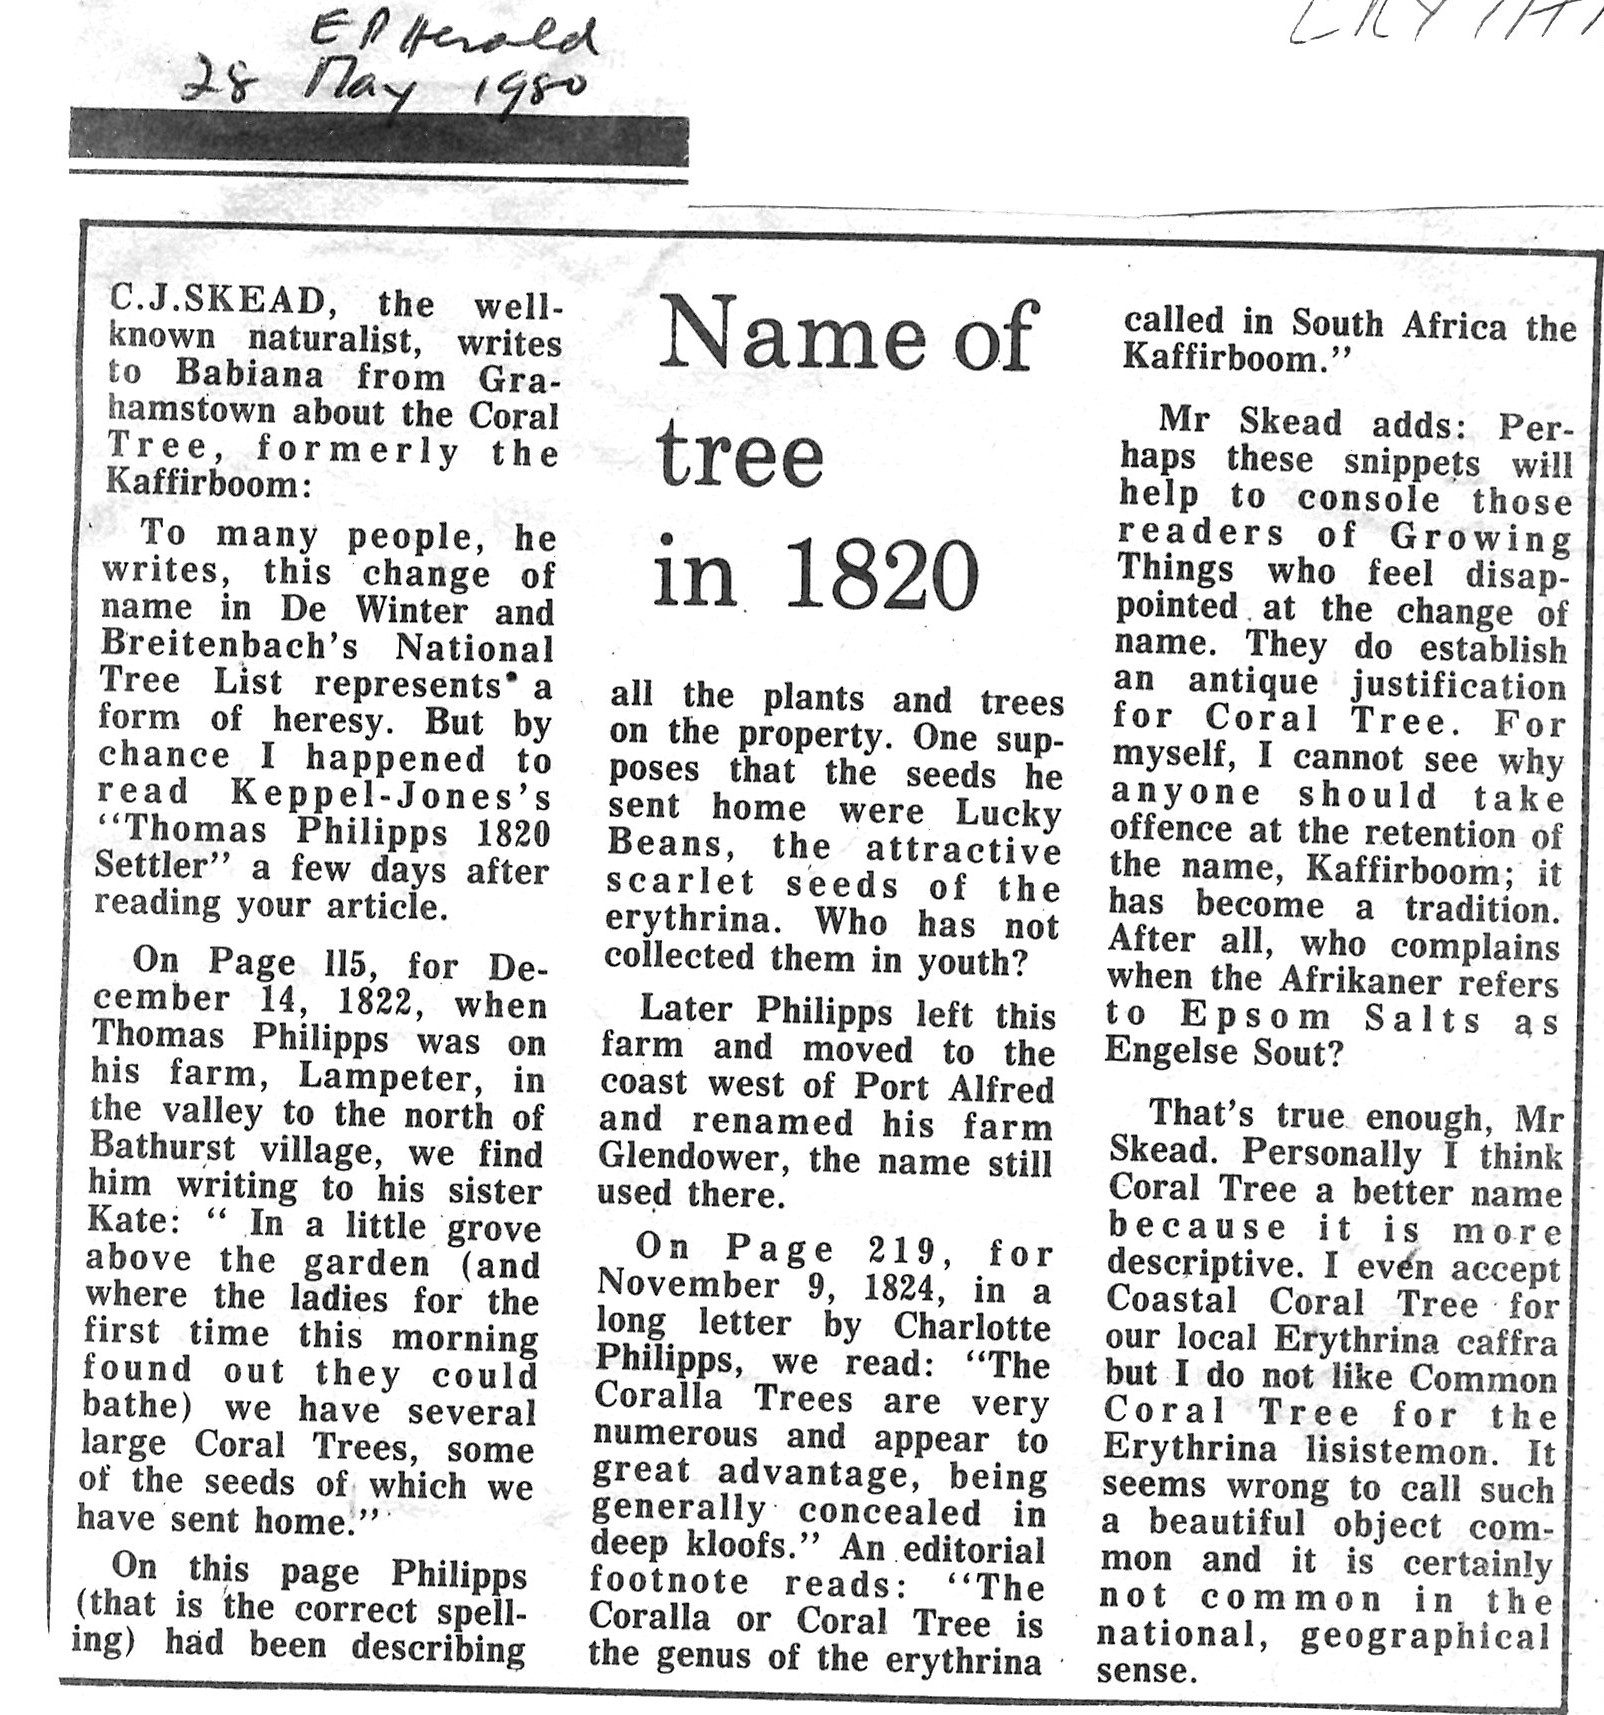 E P Herald
28 May 1980
C.J.SKEAD, the well-
known naturalist, writes
to Babiana from Gra-
hamstown about the Coral
Tree, formerly the
Kaffirboom:
To many people, he
writes, this change of
name in De Winter and
Breitenbach's National
Tree List represents a
form of heresy. But by
chance I happened to
read Keppel-Jones's
“Thomas Philipps 1820
Settler” a few days after
reading your article.
On Page 115, for De-
cember 14, 1822, when
Thomas Philipps was on
his farm, Lampeter, in
the valley to the north of
Bathurst village, we find
him writing to his sister
Kate: “ In a little grove
above the garden (and
where the ladies for the
first time this morning
found out they could
bathe) we have several
large Coral Trees, some
of the seeds of which we
have sent home.”
On this page Philipps
(that is the correct spell-
ing) had been describing
Name of
tree
in 1820
all the plants and trees
on the property. One sup-
poses that the seeds he
sent home were Lucky
Beans, the attractive
scarlet seeds of the
erythrina. Who has not
collected them in youth?
Later Philipps left this
farm and moved to the
coast west of Port Alfred
and renamed his farm
Glendower, the name still
used there.
On Page 219, for
November 9, 1824, in a
long letter by Charlotte
Philipps, we read: “The
Coralla Trees are very
numerous and appear to
great advantage, being
generally concealed in
deep kloofs.” An editorial
footnote reads: “The
Coralla or Coral Tree is
the genus of the erythrina
called in South Africa the
Kaffirboom.”
Mr Skead adds: Per-
haps these snippets will
help to console those
readers of Growing
Things who feel disap-
pointed at the change of
name. They do establish
an antique justification
for Coral Tree. For
myself, I cannot see why
anyone should take
offence at the retention of
the name, Kaffirboom; it
has become a tradition.
After all, who complains
when the Afrikaner refers
to Epsom Salts as
Engelse Sout?
That's true enough, Mr
Skead. Personally I think
Coral Tree a better name
because it is more
descriptive. I even accept
Coastal Coral Tree for
our local Erythrina caffra
but I do not like Common
Coral Tree for the
Erythrina lisistemon. It
seems wrong to call such
a beautiful object com-
mon and it is certainly
not common in the
national, geographical
sense.